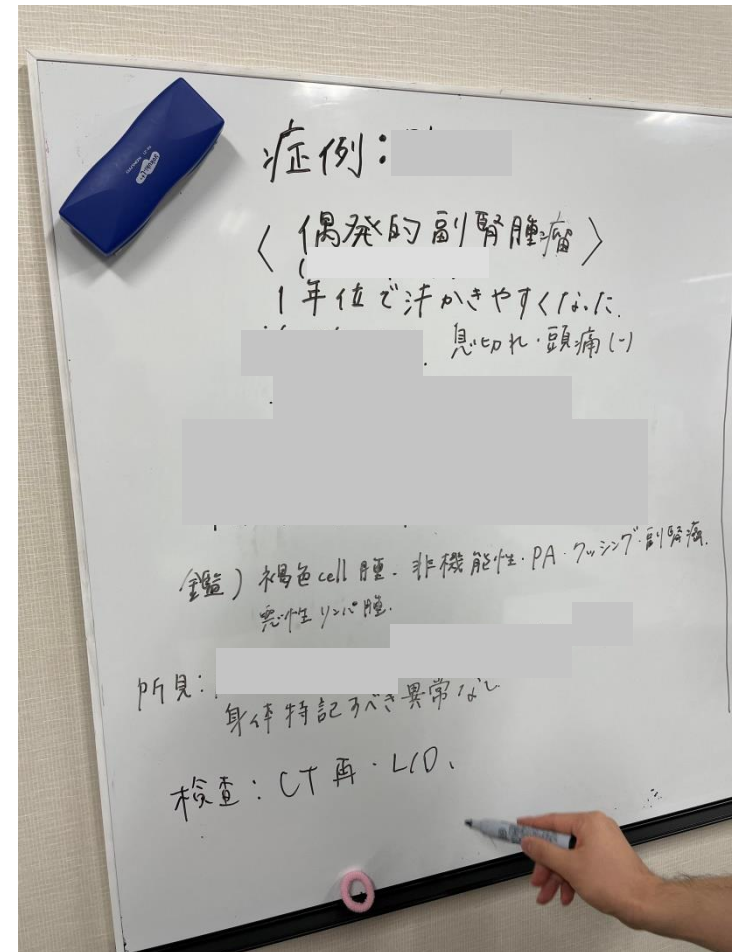 症例:
〈偶発的副腎腫瘤〉
1年位で汗かきやすくなった.
息切れ・頭痛(-)
鑑)褐色cell腫・非機能性・PA・クッシング・副腎癌.
悪性リンパ腫.
所見:
身体特記すべき異常なし
検査:CT再・